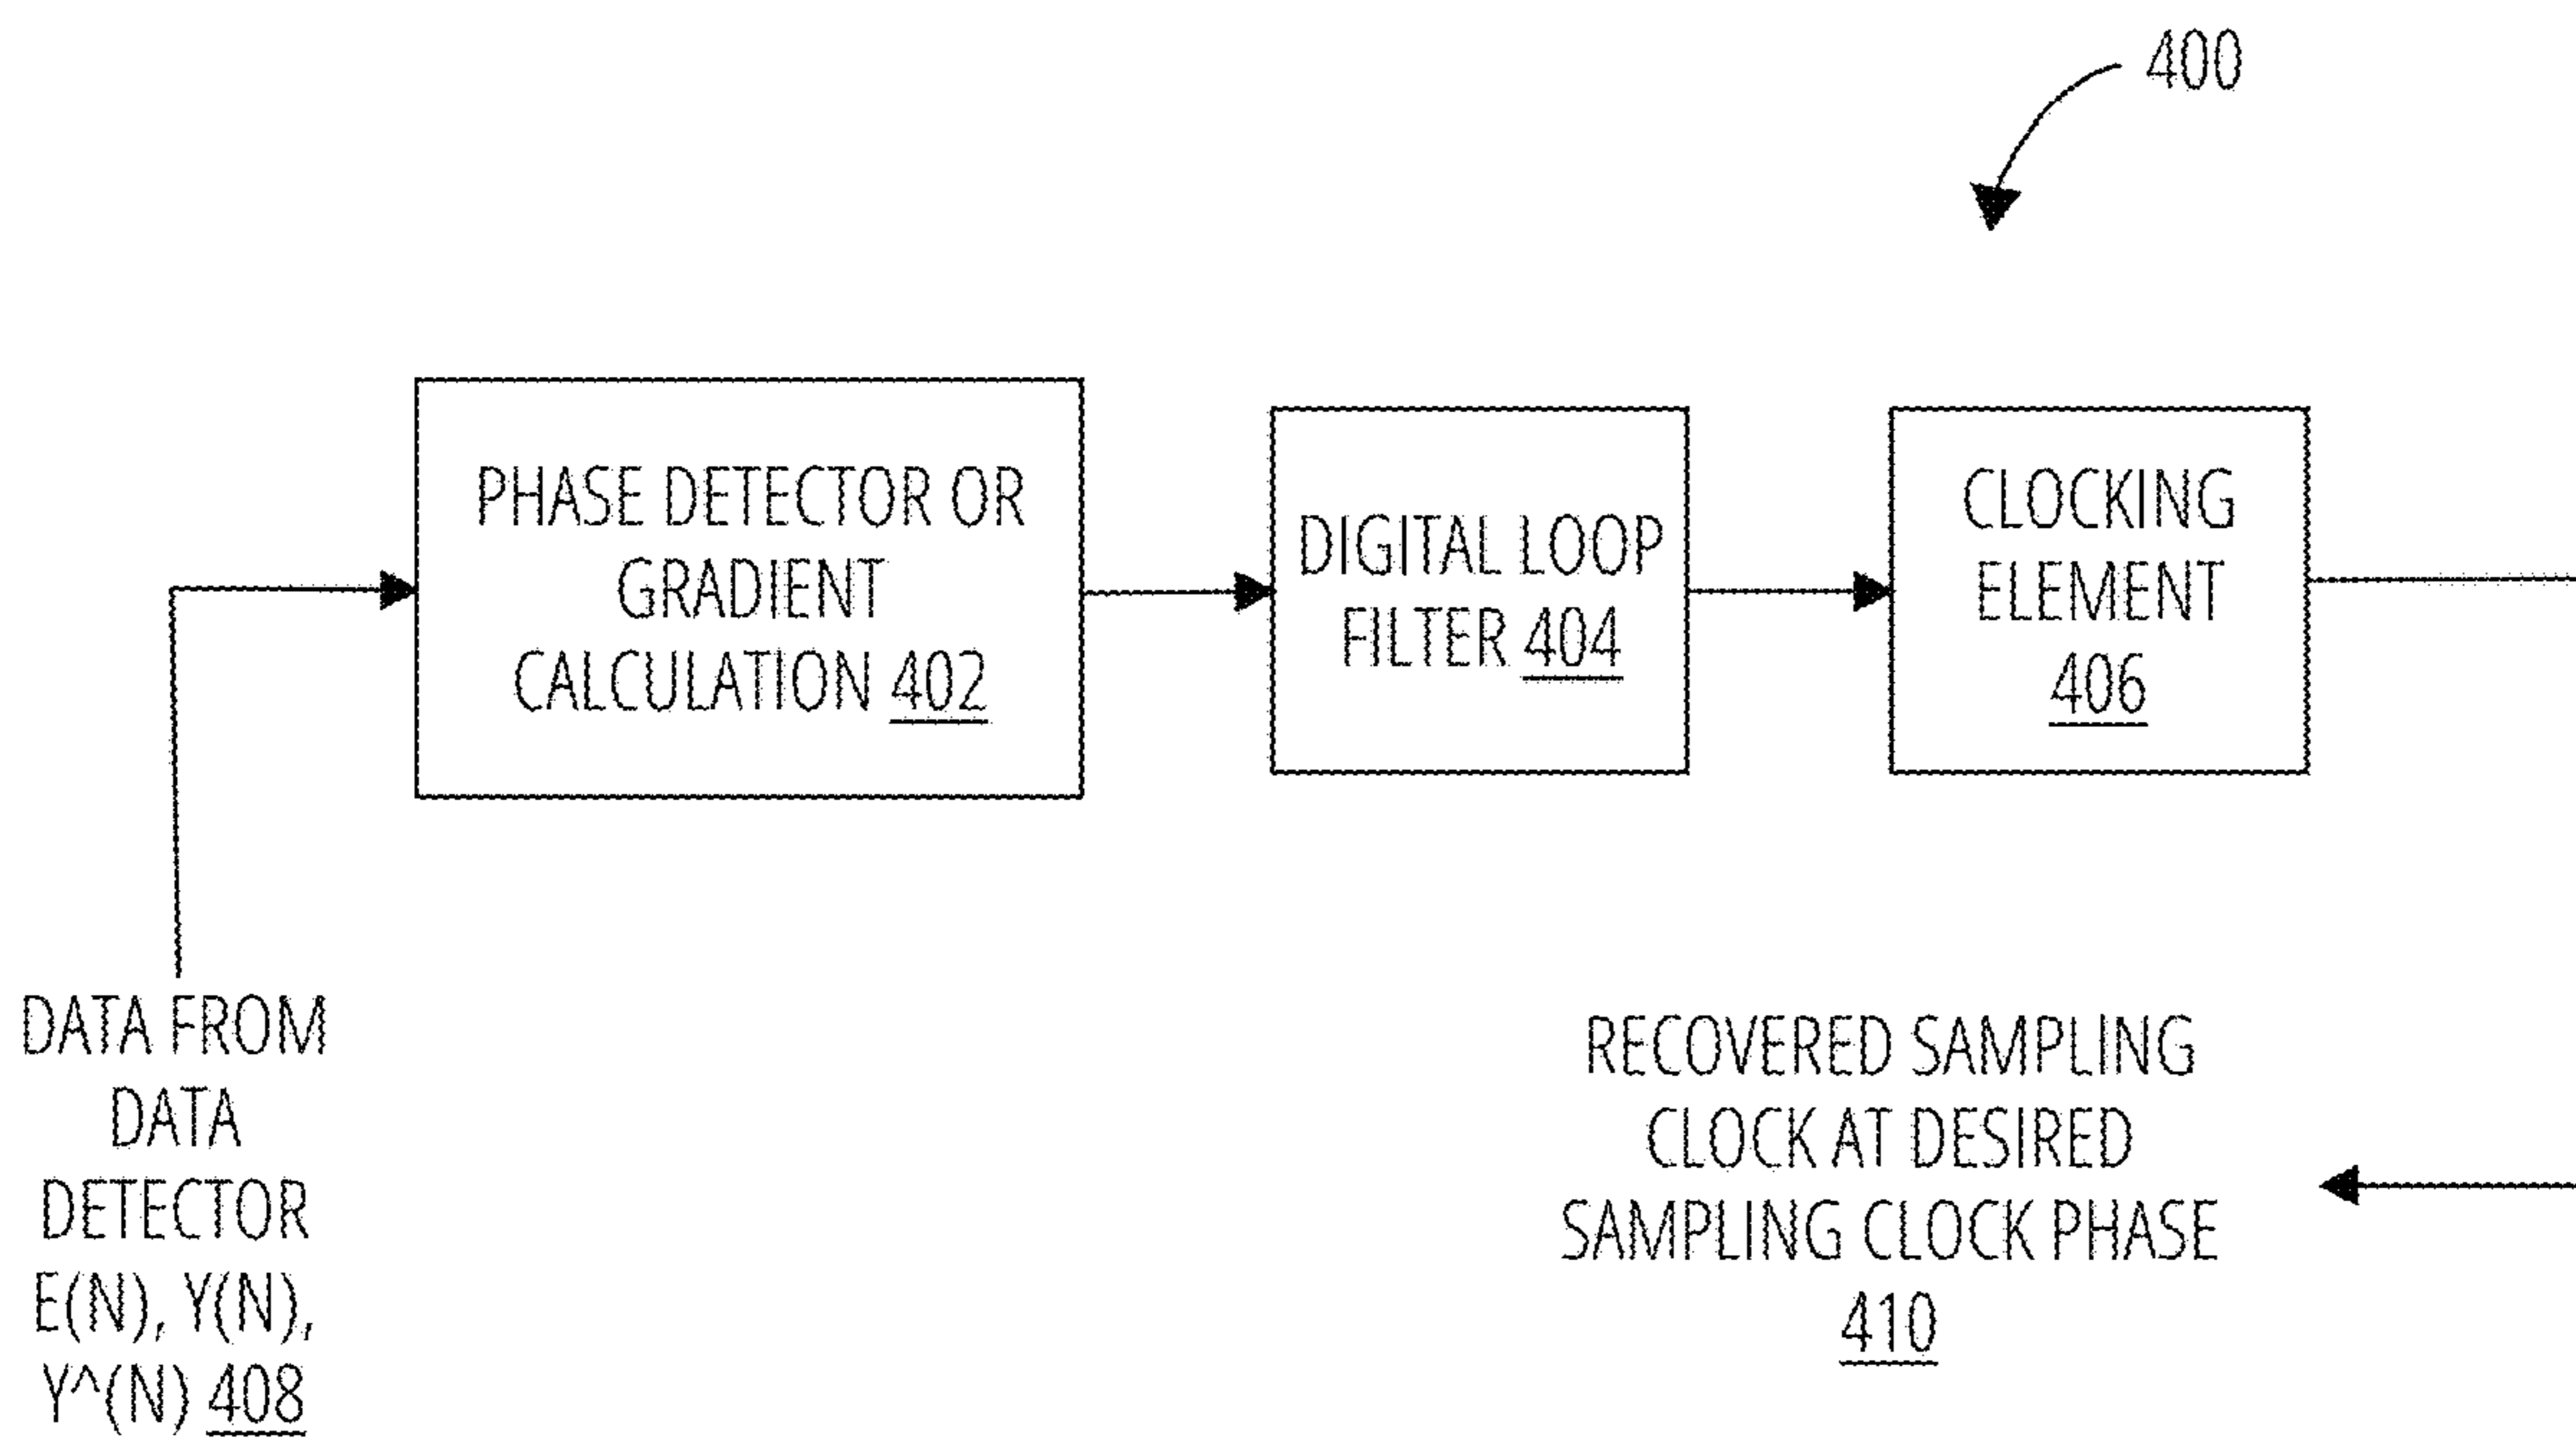 400
PHASE DETECTOR OR
GRADIENT
CALCULATION 402
DIGITAL LOOP
FILTER 404
CLOCKING
ELEMENT
406
DATA FROM
DATA
DETECTOR
E(N), Y(N),
Y^(N) 408
RECOVERED SAMPLING
CLOCK AT DESIRED
SAMPLING CLOCK PHASE
410